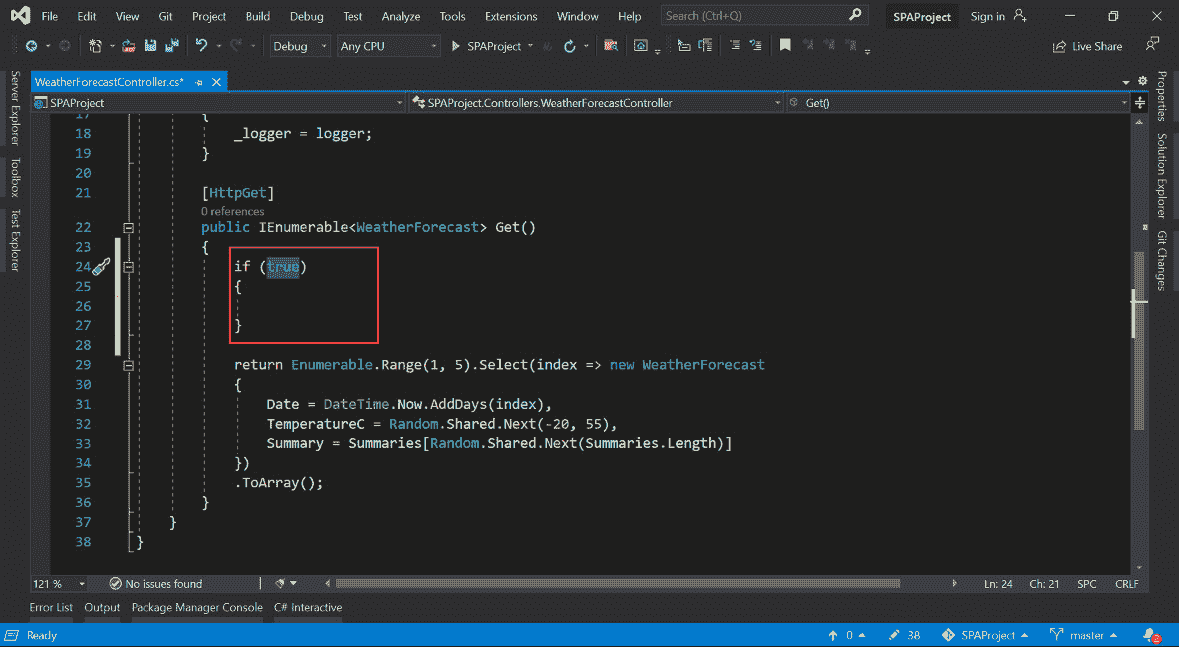 File Edit View Git Project Build Debug Test Analyze Tools Extensions Window Help Search (Ctrl+Q) SPAProject Sign in
Debug Any CPU SPAProject Live Share
WeatherForecastController.cs*
SPAProject SPAProject.Controllers.WeatherForecastController Get()
Server Explorer
Toolbox
Test Explorer
17 {
18 _logger = logger;
19 }
20
21 [HttpGet]
0 references
22 public IEnumerable<WeatherForecast> Get()
23 {
24 if (true)
25 {
26
27 }
28
29 return Enumerable.Range(1, 5).Select(index => new WeatherForecast
30 {
31 Date = DateTime.Now.AddDays(index),
32 TemperatureC = Random.Shared.Next(-20, 55),
33 Summary = Summaries[Random.Shared.Next(Summaries.Length)]
34 })
35 .ToArray();
36 }
37 }
38 }
Properties
Solution Explorer
Git Changes
121 % No issues found Ln: 24 Ch: 21 SPC CRLF
Error List Output Package Manager Console C# Interactive
Ready 0 38 SPAProject master 2